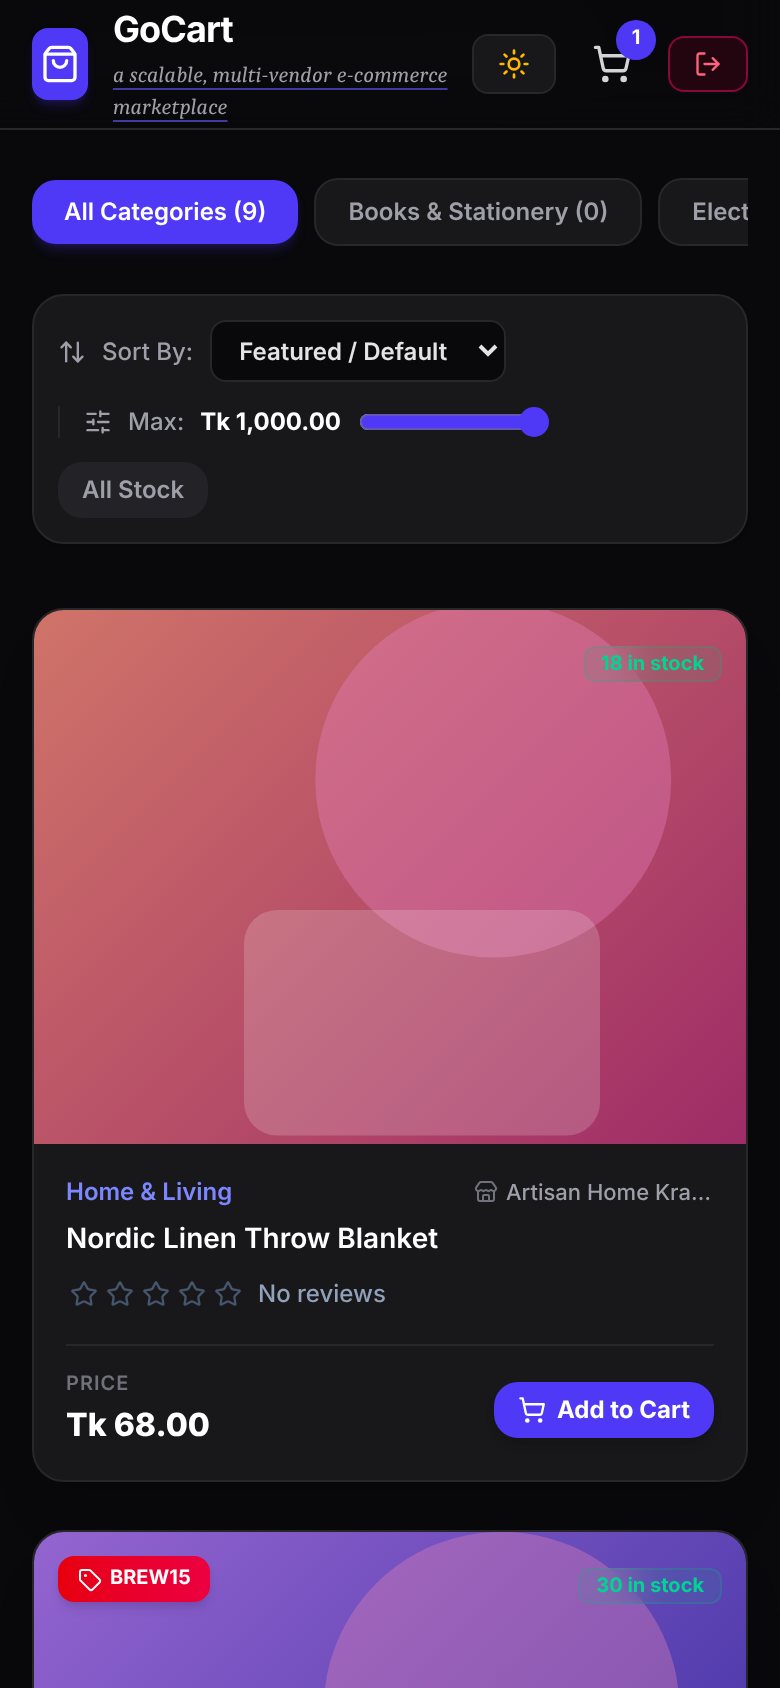 GoCart
a scalable, multi-vendor e-commerce
marketplace
1
All Categories (9)
Books & Stationery (0)
Elect
Sort By:
Featured / Default
Max: Tk 1,000.00
All Stock
18 in stock
Home & Living
Artisan Home Kra...
Nordic Linen Throw Blanket
No reviews
PRICE
Tk 68.00
Add to Cart
BREW15
30 in stock